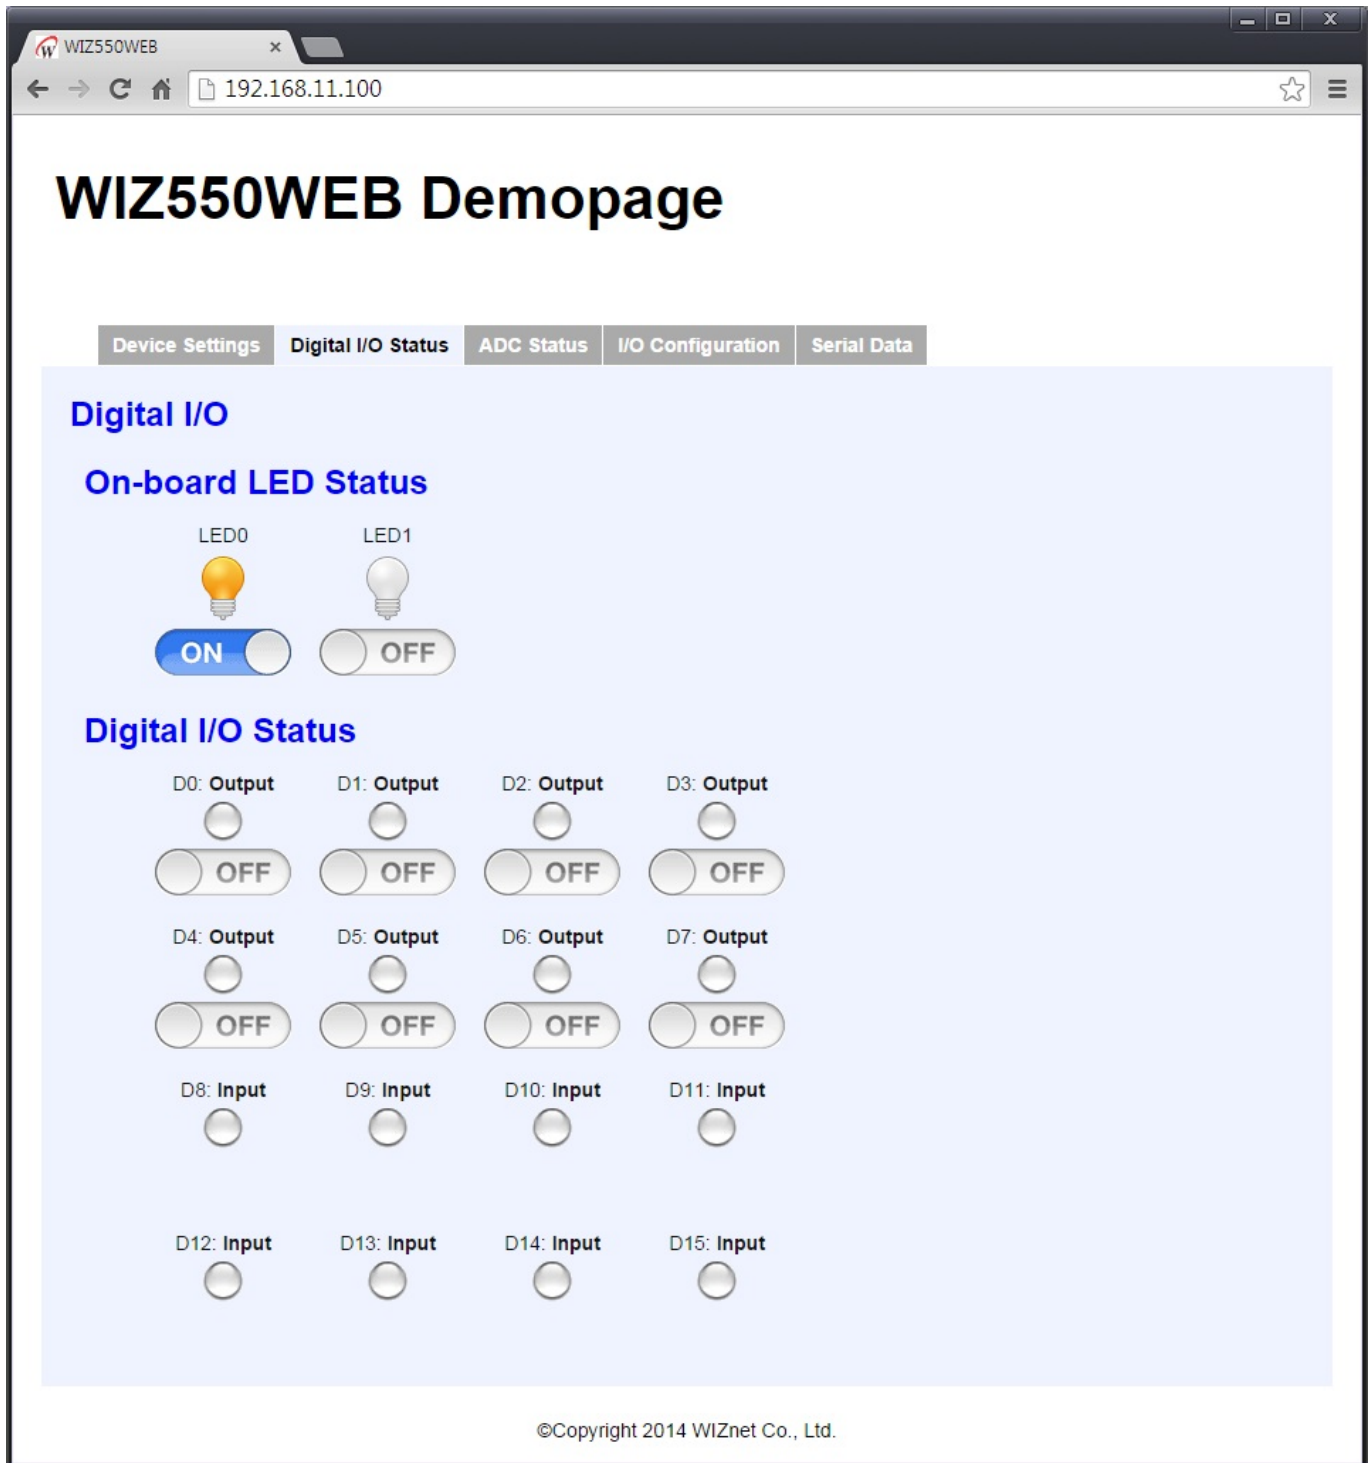 WIZ550WEB
192.168.11.100
WIZ550WEB Demopage
Device Settings Digital I/O Status ADC Status I/O Configuration Serial Data
Digital I/O
On-board LED Status
LED0 LED1
ON OFF
Digital I/O Status
D0: Output D1: Output D2: Output D3: Output
OFF OFF OFF OFF
D4: Output D5: Output D6: Output D7: Output
OFF OFF OFF OFF
D8: Input D9: Input D10: Input D11: Input
D12: Input D13: Input D14: Input D15: Input
©Copyright 2014 WIZnet Co., Ltd.